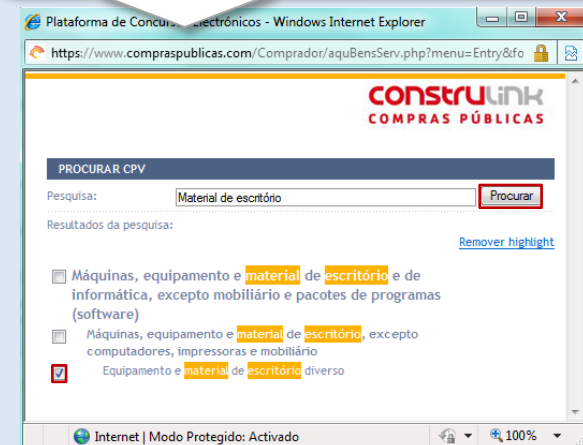 Plataforma de Concursos Electrónicos - Windows Internet Explorer
https://www.compraspublicas.com/Comprador/aquBensServ.php?menu=Entry&fo
construlink
COMPRAS PÚBLICAS
PROCURAR CPV
Pesquisa: Material de escritório Procurar
Resultados da pesquisa:
Remover highlight
Máquinas, equipamento e material de escritório e de
informática, excepto mobiliário e pacotes de programas
(software)
Máquinas, equipamento e material de escritório, excepto
computadores, impressoras e mobiliário
Equipamento e material de escritório diverso
Internet | Modo Protegido: Activado 100%